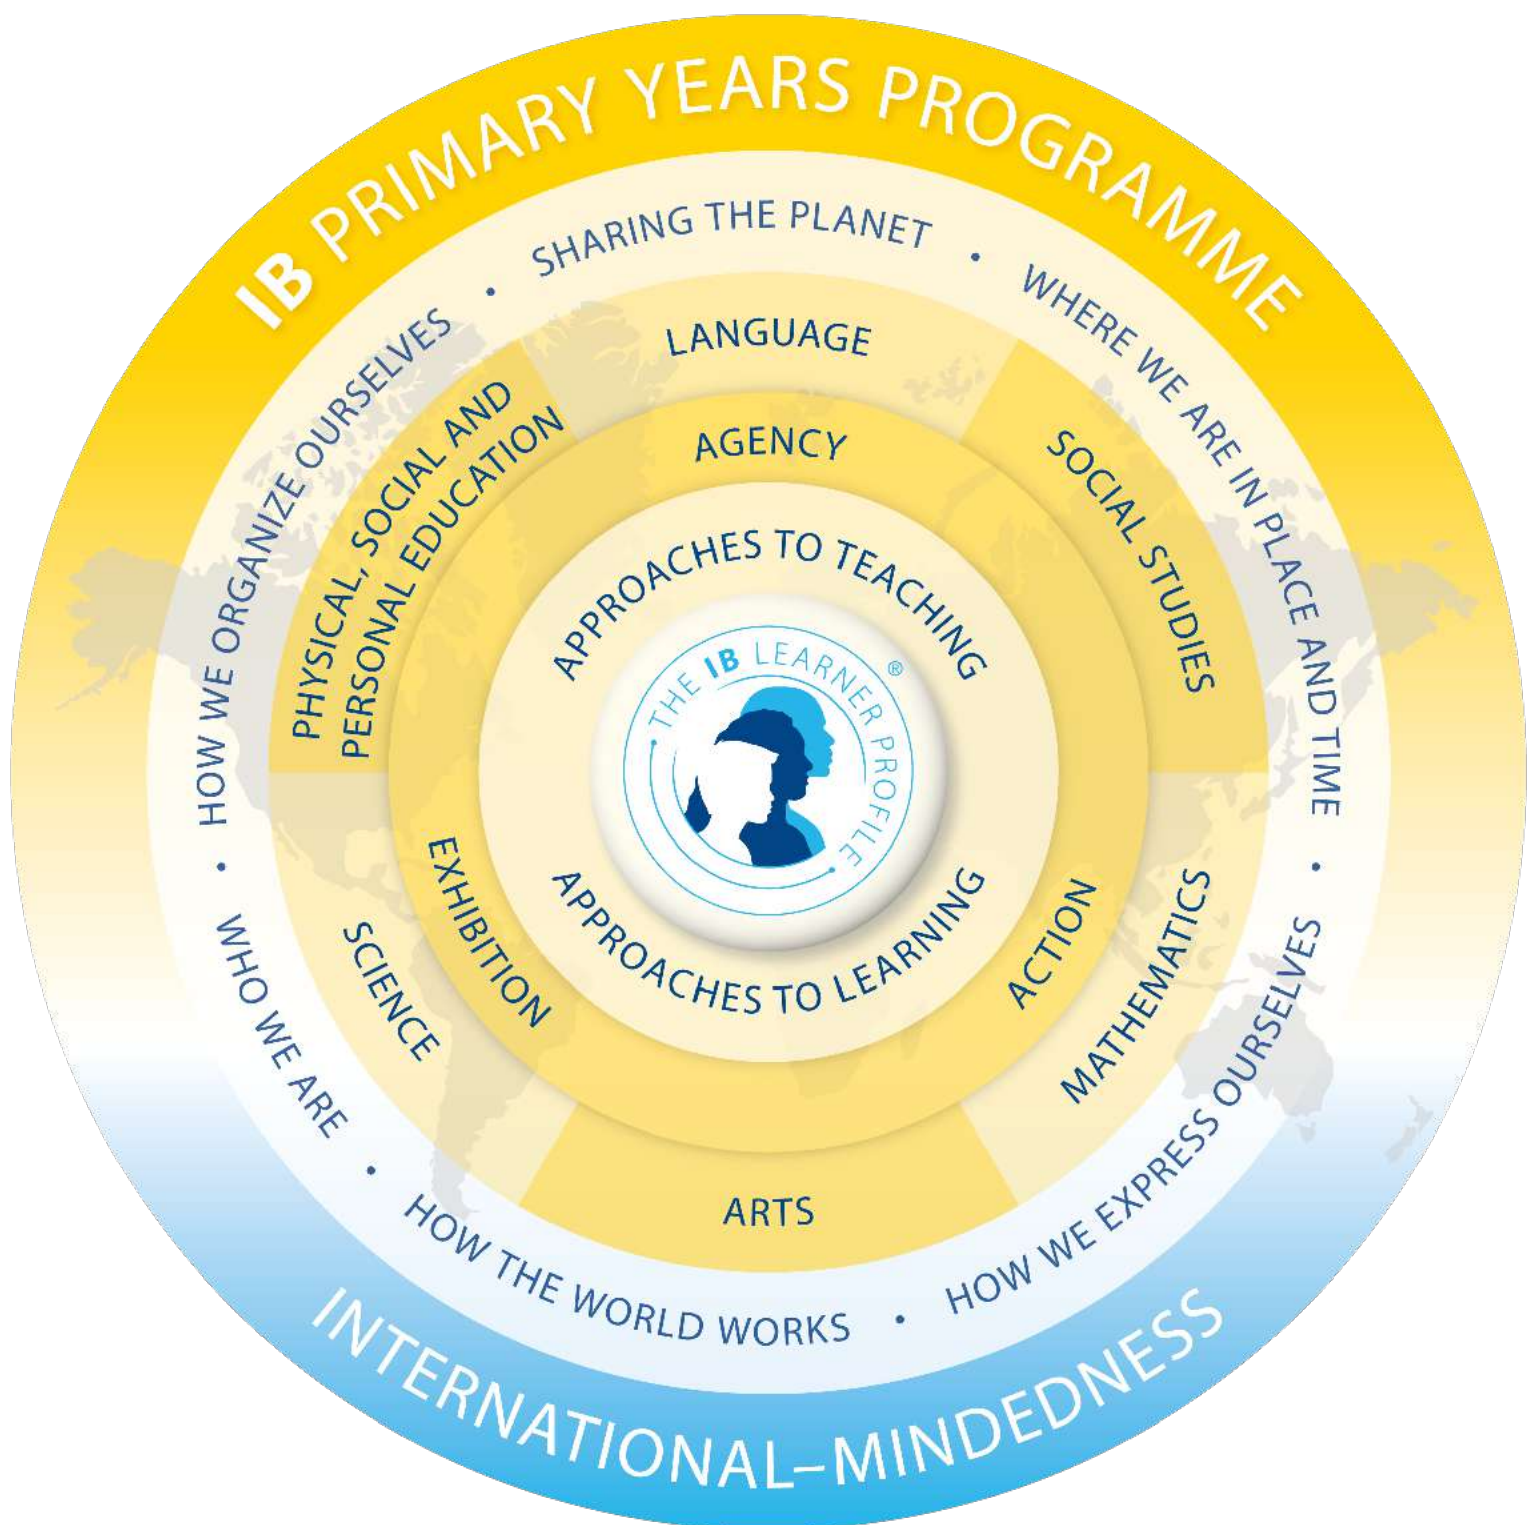 IB PRIMARY YEARS PROGRAMME
SHARING THE PLANET
•
WHERE WE ARE IN PLACE AND TIME
•
HOW WE EXPRESS OURSELVES
•
HOW THE WORLD WORKS
•
WHO WE ARE
•
HOW WE ORGANIZE OURSELVES
•
LANGUAGE
SOCIAL STUDIES
MATHEMATICS
ARTS
SCIENCE
PHYSICAL, SOCIAL AND
PERSONAL EDUCATION
AGENCY
ACTION
EXHIBITION
APPROACHES TO TEACHING
APPROACHES TO LEARNING
THE IB LEARNER PROFILE
®
INTERNATIONAL–MINDEDNESS